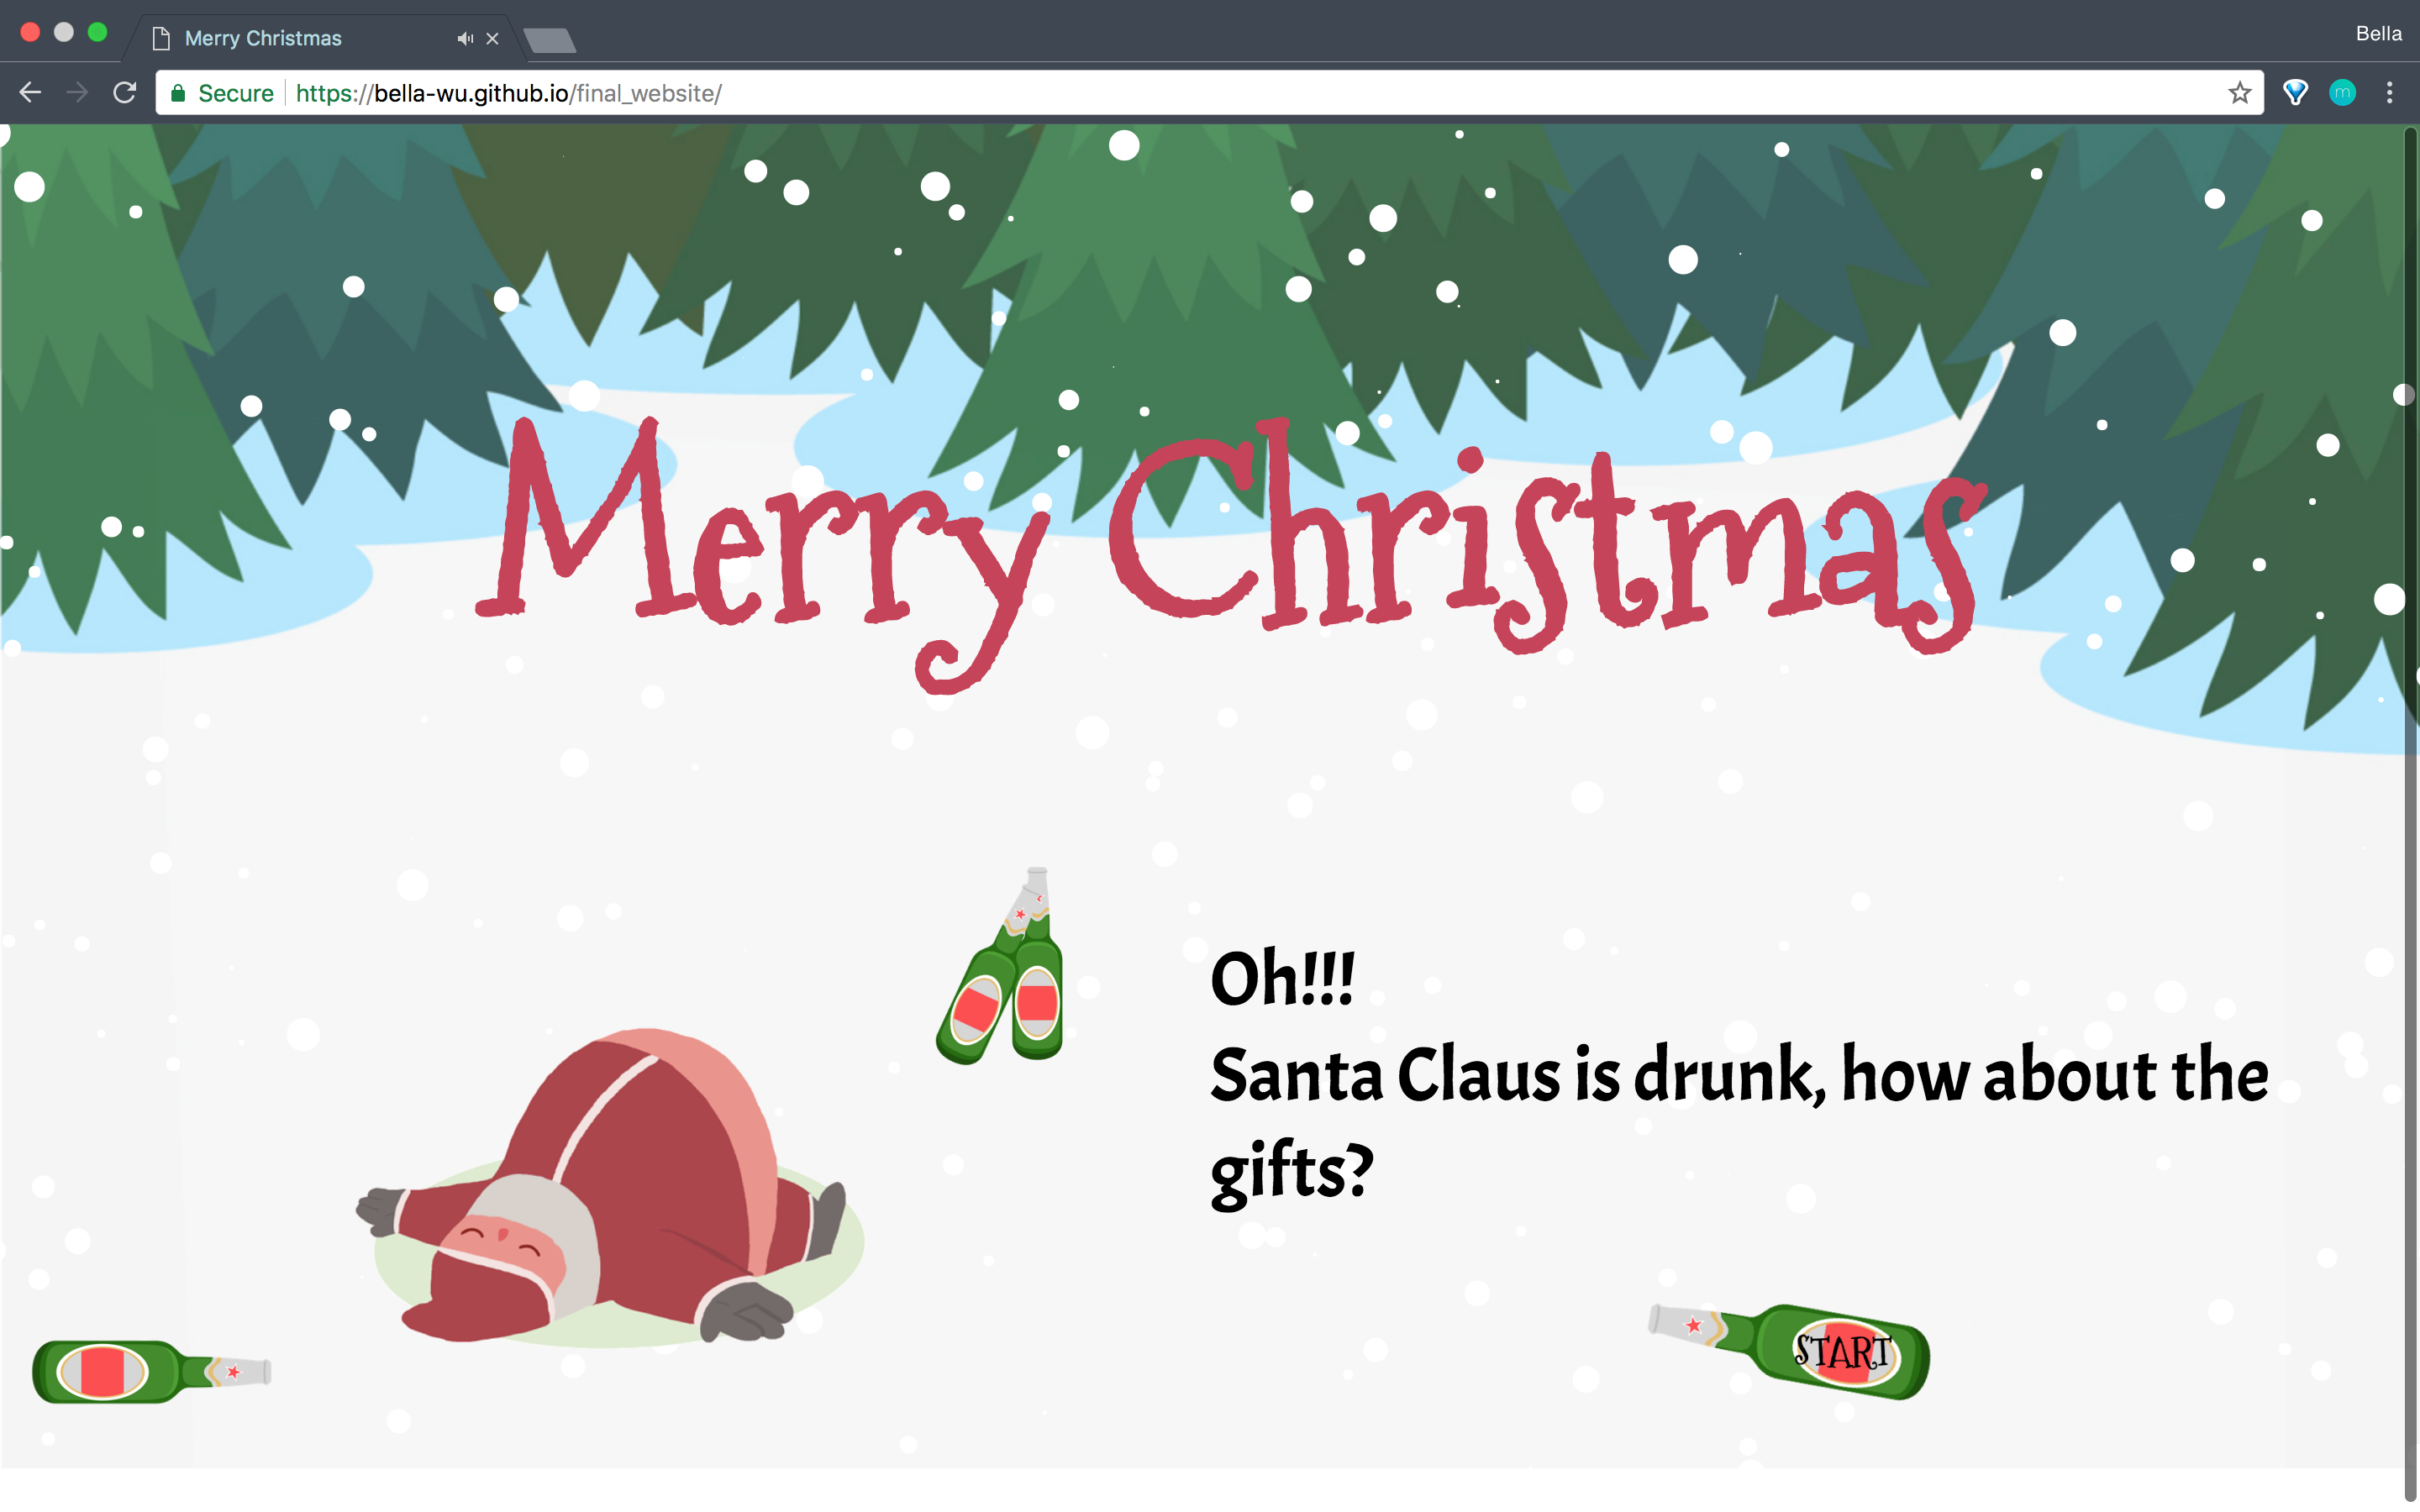 Merry Christmas
Bella
Secure https://bella-wu.github.io/final_website/
m
Merry Christmas
Oh!!!
Santa Claus is drunk, how about the
gifts?
START